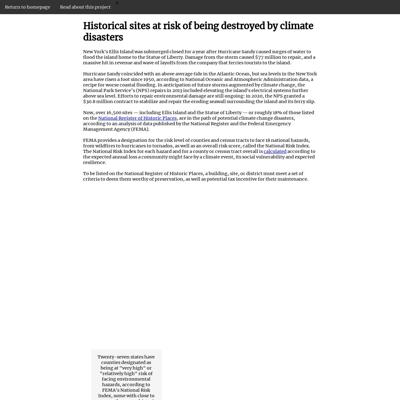 Return to homepage Read about this project
Historical sites at risk of being destroyed by climate
disasters
New York's Ellis Island was submerged closed for a year after Hurricane Sandy caused surges of water to
flood the island home to the Statue of Liberty. Damage from the storm caused $77 million to repair, and a
massive hit in revenue and wave of layoffs from the company that ferries tourists to the island.
Hurricane Sandy coincided with an above average tide in the Atlantic Ocean, but sea levels in the New York
area have risen a foot since 1950, according to National Oceanic and Atmospheric Administration data, a
recipe for worse coastal flooding. In anticipation of future storms augmented by climate change, the
National Park Service's (NPS) repairs in 2013 included elevating the island's electrical systems further
above sea level. Efforts to repair environmental damage are still ongoing: in 2020, the NPS granted a
$30.8 million contract to stabilize and repair the eroding seawall surrounding the island and its ferry slip.
Now, over 16,500 sites — including Ellis Island and the Statue of Liberty — or roughly 18% of those listed
on the National Register of Historic Places, are in the path of potential climate change disasters,
according to an analysis of data published by the National Register and the Federal Emergency
Management Agency (FEMA).
FEMA provides a designation for the risk level of counties and census tracts to face 18 national hazards,
from wildfires to hurricanes to tornados, as well as an overall risk score, called the National Risk Index.
The National Risk Index for each hazard and for a county or census tract overall is calculated according to
the expected annual loss a community might face by a climate event, its social vulnerability and expected
resilience.
To be listed on the National Register of Historic Places, a building, site, or district must meet a set of
criteria to deem them worthy of preservation, as well as potential tax incentive for their maintenance.
Twenty-seven states have
counties designated as
being at "very high" or
"relatively high" risk of
facing environmental
hazards, according to
FEMA's National Risk
Index, some with close to